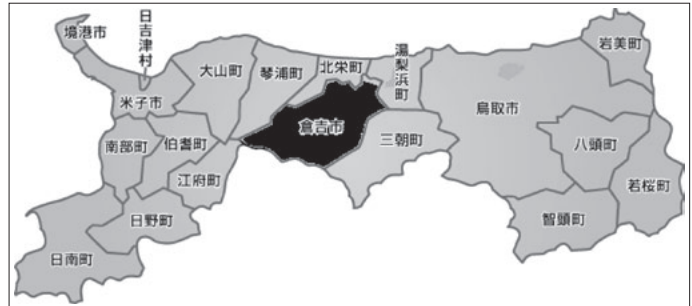 境港市
日吉津村
米子市
大山町
琴浦町
北栄町
湯梨浜町
岩美町
鳥取市
倉吉市
三朝町
八頭町
若桜町
智頭町
南部町
伯耆町
江府町
日野町
日南町